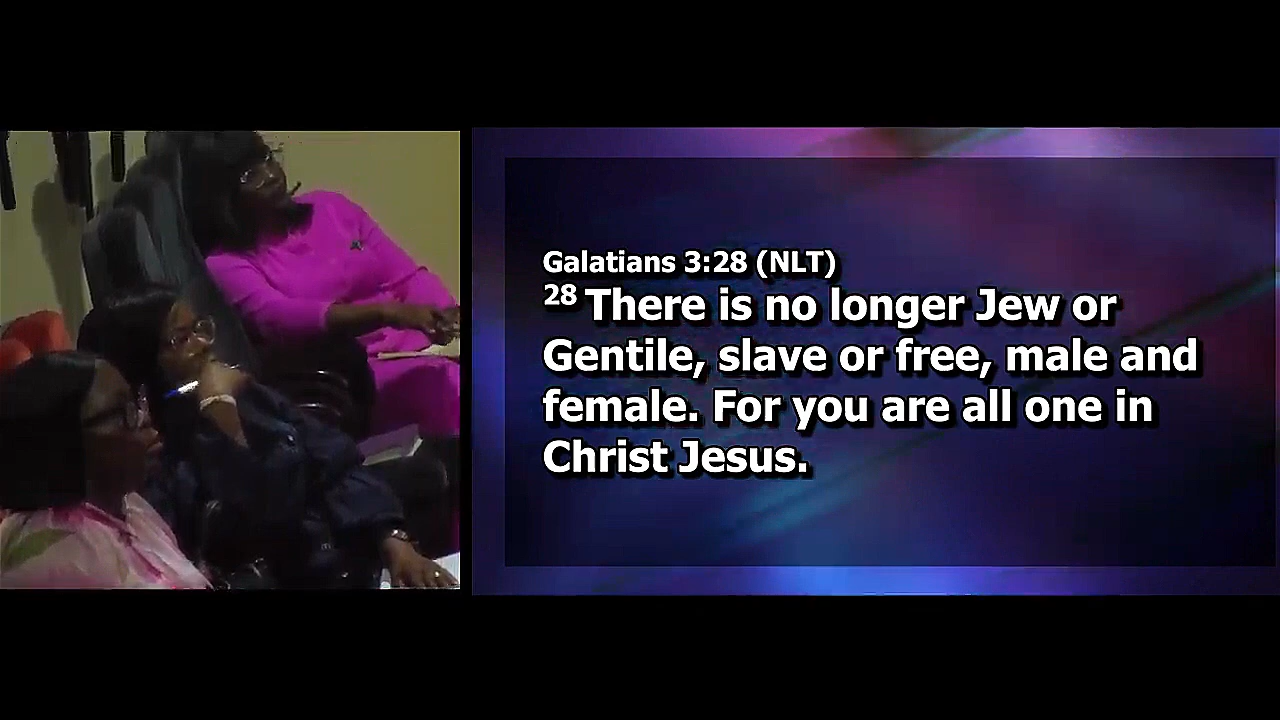 Galatians 3:28 (NLT)
28 There is no longer Jew or
Gentile, slave or free, male and
female. For you are all one in
Christ Jesus.